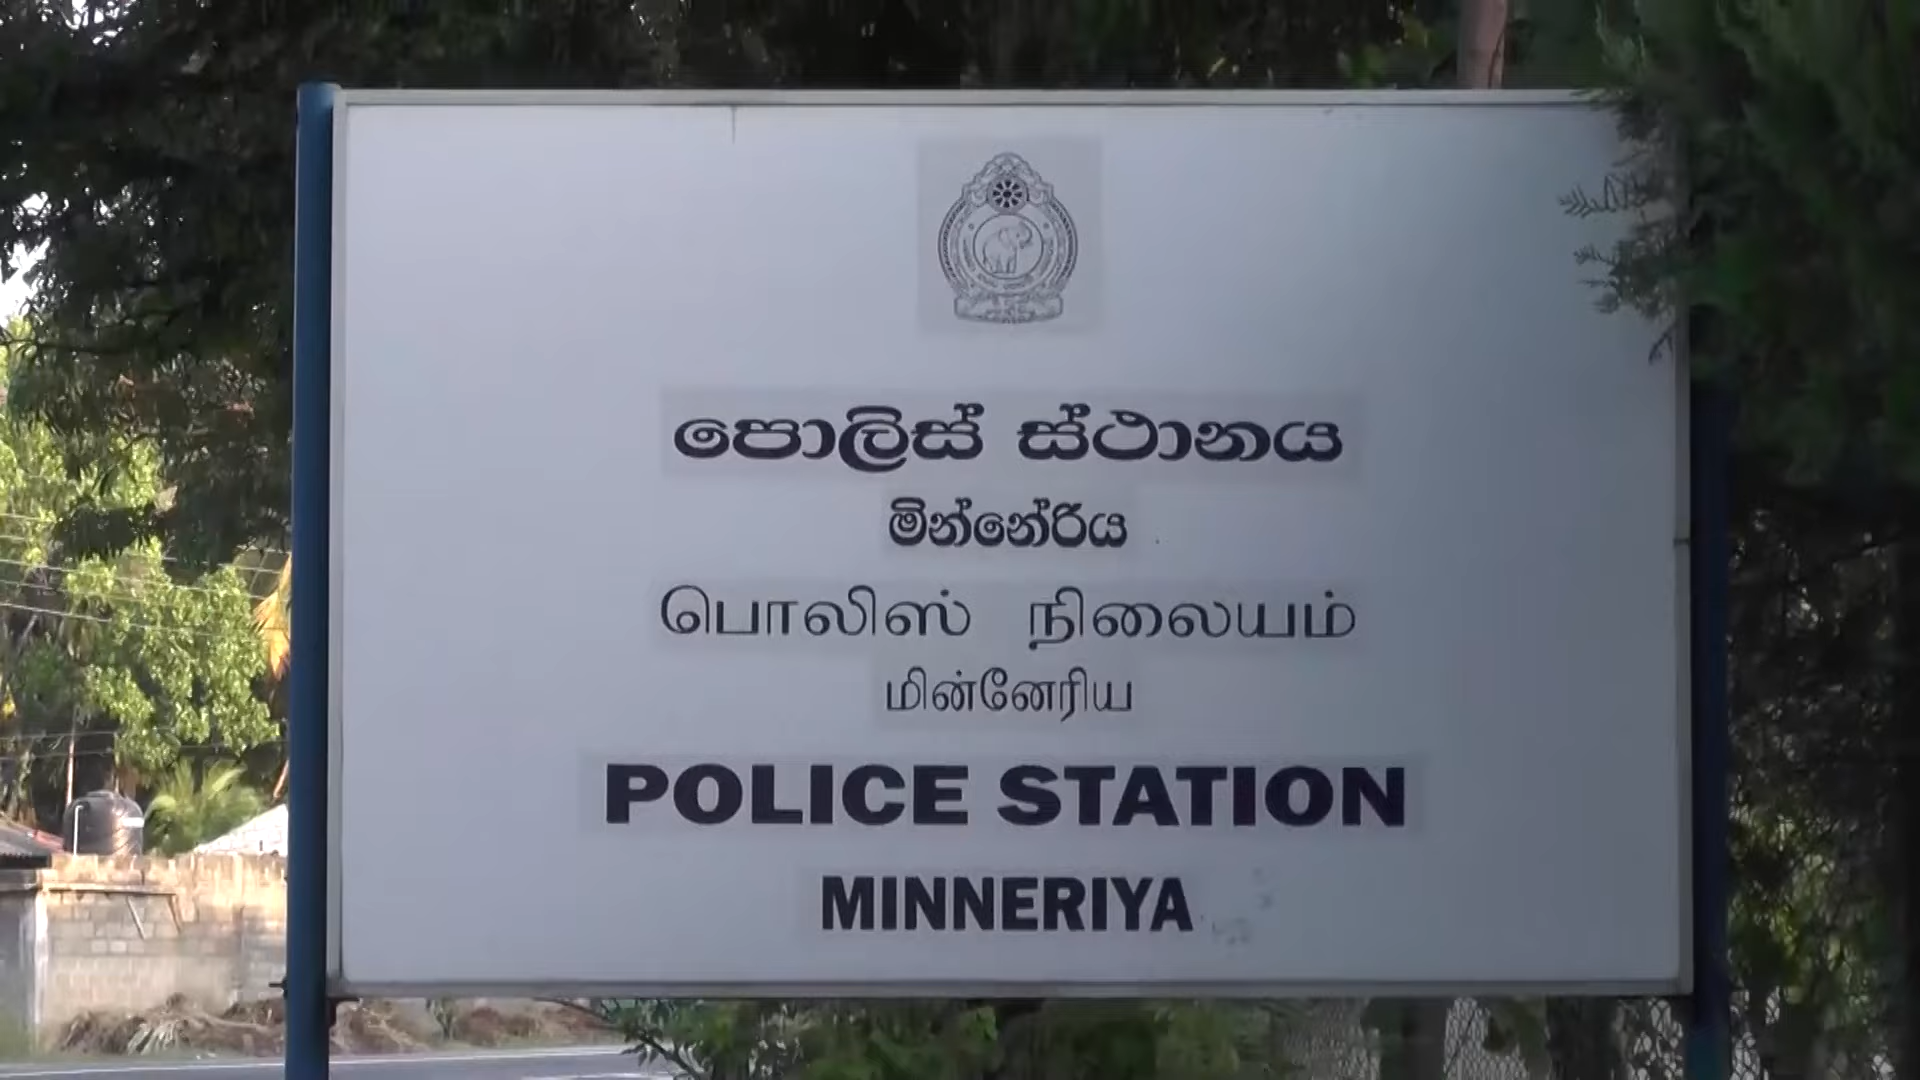 පොලිස් ස්ථානය
මින්නේරිය
பொலிஸ் நிலையம்
மின்னேரிய
POLICE STATION
MINNERIYA